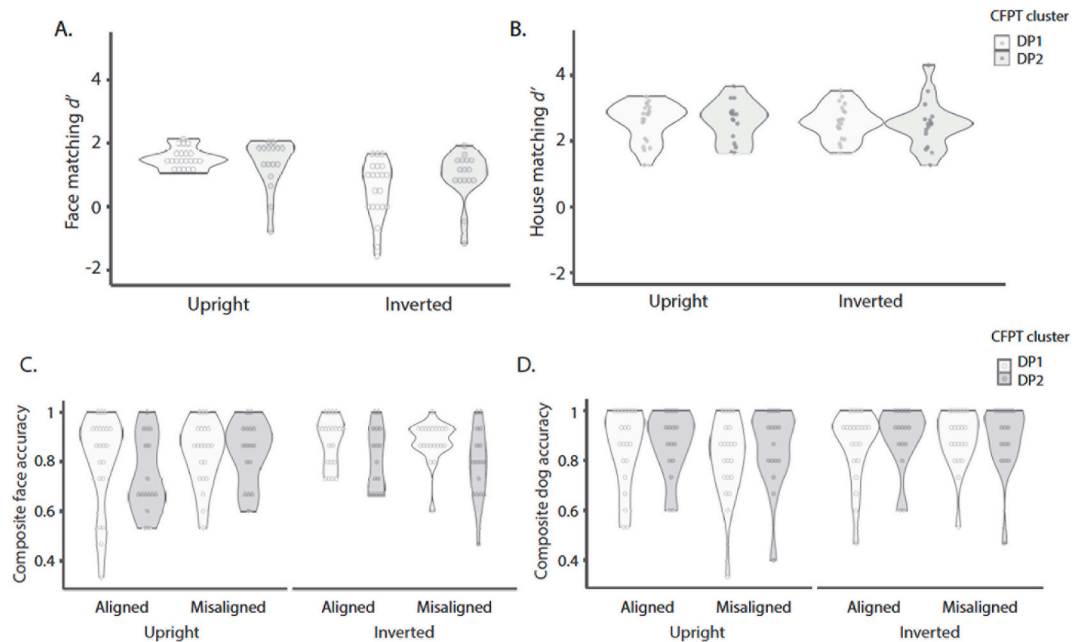 A.
Face matching d'
4
2
0
-2
Upright Inverted
B.
House matching d'
4
2
0
-2
Upright Inverted
CFPT cluster
DP1
DP2
C.
Composite face accuracy
1
0.8
0.6
0.4
Aligned Misaligned Aligned Misaligned
Upright Inverted
D.
Composite dog accuracy
1
0.8
0.6
0.4
Aligned Misaligned Aligned Misaligned
Upright Inverted
CFPT cluster
DP1
DP2